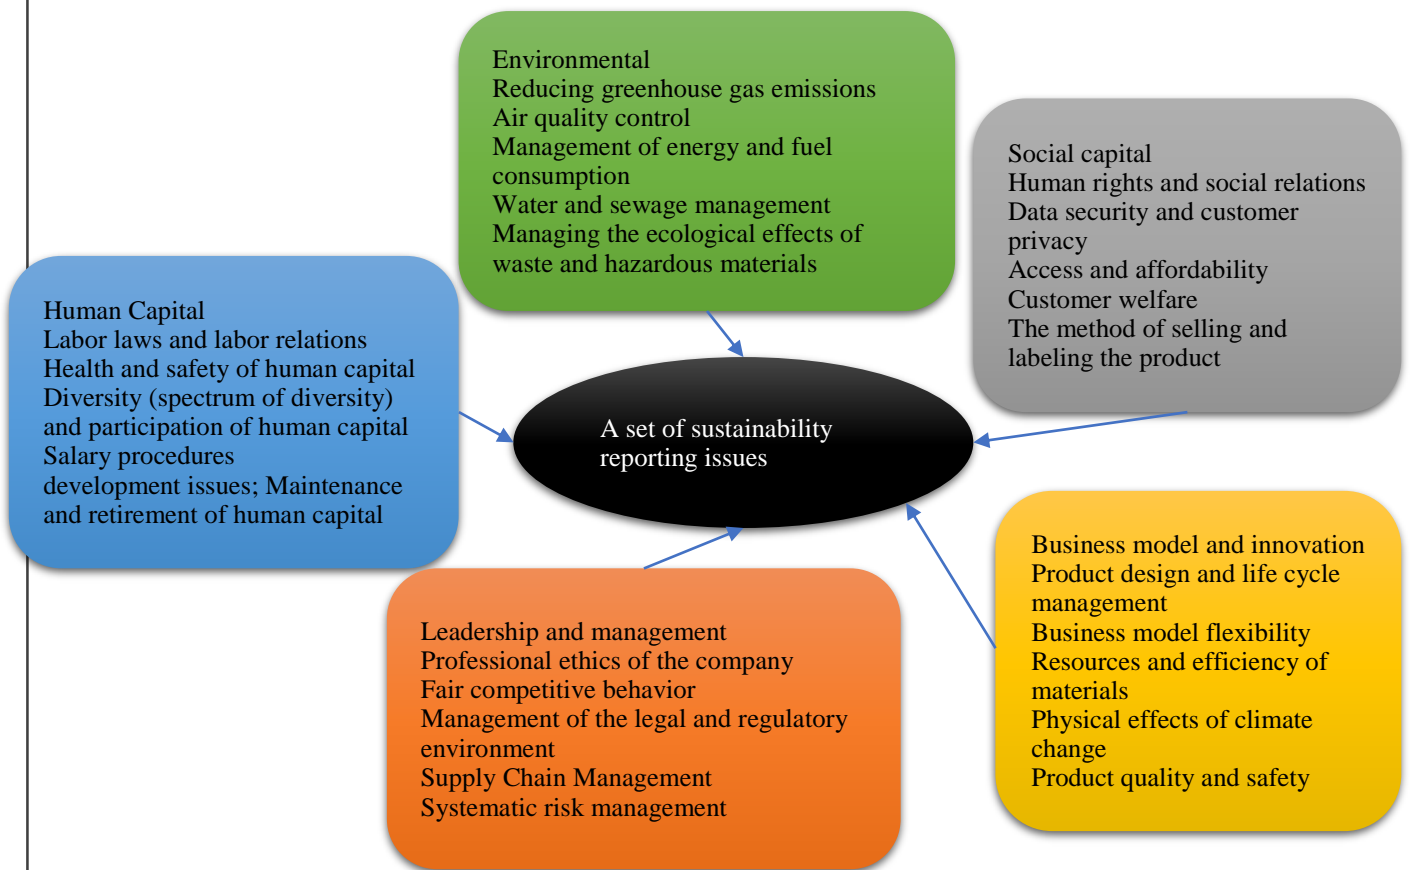 Environmental
Reducing greenhouse gas emissions
Air quality control
Management of energy and fuel
consumption
Water and sewage management
Managing the ecological effects of
waste and hazardous materials
Social capital
Human rights and social relations
Data security and customer
privacy
Access and affordability
Customer welfare
The method of selling and
labeling the product
Human Capital
Labor laws and labor relations
Health and safety of human capital
Diversity (spectrum of diversity)
and participation of human capital
Salary procedures
development issues; Maintenance
and retirement of human capital
A set of sustainability
reporting issues
Business model and innovation
Product design and life cycle
management
Business model flexibility
Resources and efficiency of
materials
Physical effects of climate
change
Product quality and safety
Leadership and management
Professional ethics of the company
Fair competitive behavior
Management of the legal and regulatory
environment
Supply Chain Management
Systematic risk management